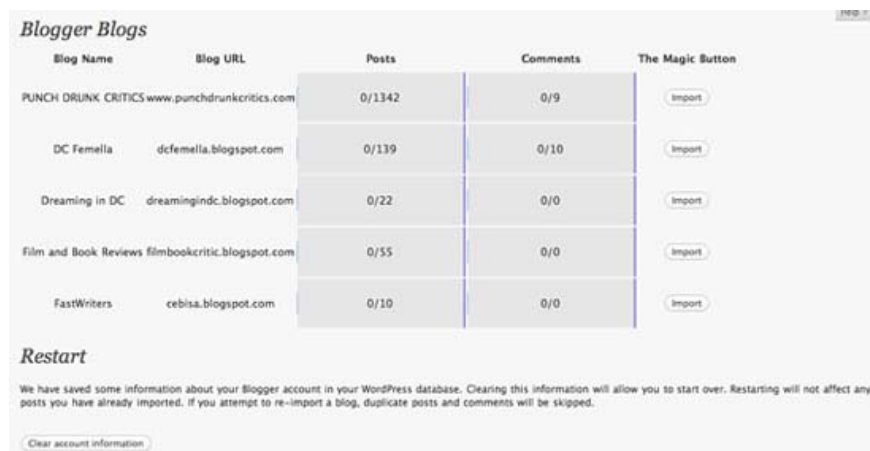 Help
Blogger Blogs
Blog Name Blog URL Posts Comments The Magic Button
PUNCH DRUNK CRITICS www.punchdrunkcritics.com 0/1342 0/9 Import
DC Femella dcfemella.blogspot.com 0/139 0/10 Import
Dreaming in DC dreamingindc.blogspot.com 0/22 0/0 Import
Film and Book Reviews filmbookcritic.blogspot.com 0/55 0/0 Import
FastWriters cebisa.blogspot.com 0/10 0/0 Import
Restart
We have saved some information about your Blogger account in your WordPress database. Clearing this information will allow you to start over. Restarting will not affect any
posts you have already imported. If you attempt to re-import a blog, duplicate posts and comments will be skipped.
Clear account information